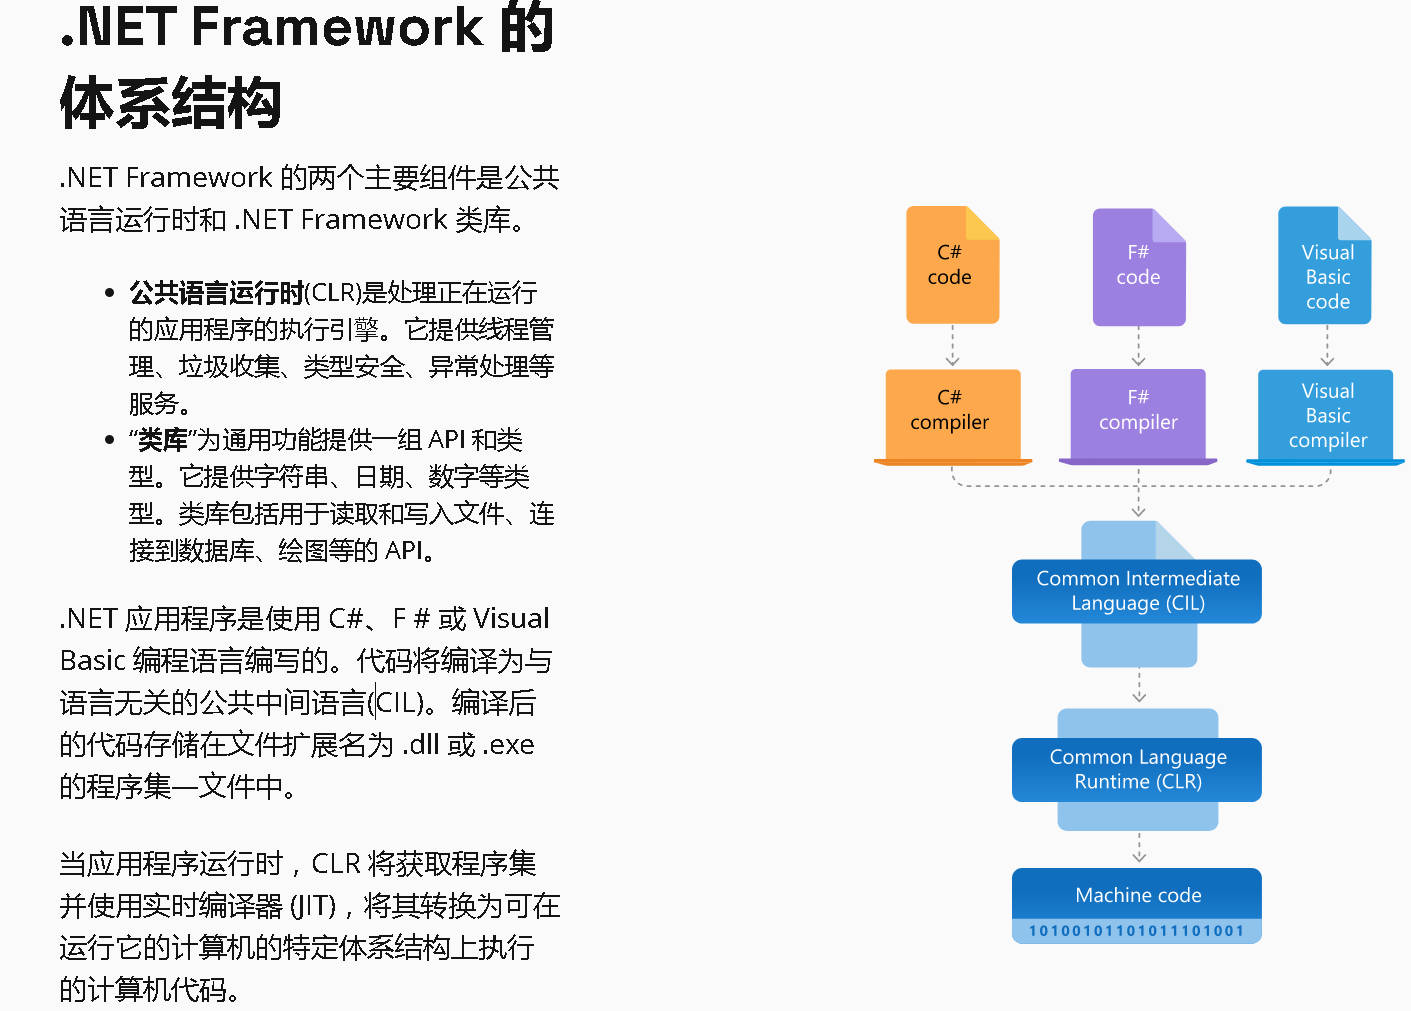 .NET Framework 的
体系结构
.NET Framework 的两个主要组件是公共
语言运行时和 .NET Framework 类库。
• 公共语言运行时(CLR)是处理正在运行
的应用程序的执行引擎。它提供线程管
理、垃圾收集、类型安全、异常处理等
服务。
• “类库”为通用功能提供一组 API 和类
型。它提供字符串、日期、数字等类
型。类库包括用于读取和写入文件、连
接到数据库、绘图等的 API。
.NET 应用程序是使用 C#、F # 或 Visual
Basic 编程语言编写的。代码将编译为与
语言无关的公共中间语言(CIL)。编译后
的代码存储在文件扩展名为 .dll 或 .exe
的程序集—文件中。
当应用程序运行时，CLR 将获取程序集
并使用实时编译器 (JIT)，将其转换为可在
运行它的计算机的特定体系结构上执行
的计算机代码。
C#
code
F#
code
Visual
Basic
code
C#
compiler
F#
compiler
Visual
Basic
compiler
Common Intermediate
Language (CIL)
Common Language
Runtime (CLR)
Machine code
10100101101011101001